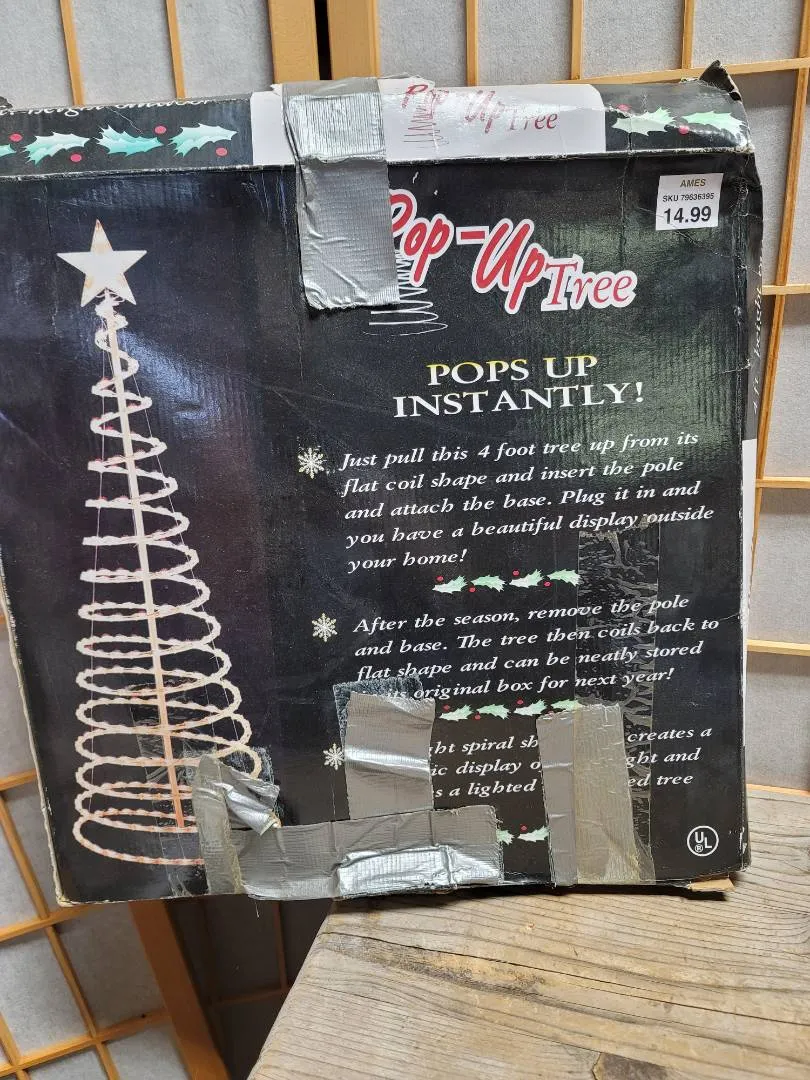 Pop-Up Tree
AMES
SKU 79636395
14.99
Pop-Up Tree
POPS UP
INSTANTLY!
Just pull this 4 foot tree up from its
flat coil shape and insert the pole
and attach the base. Plug it in and
you have a beautiful display outside
your home!
After the season, remove the pole
and base. The tree then coils back to
flat shape and can be neatly stored
original box for next year!
spiral creates a
display and
s a lighted tree
UL
®